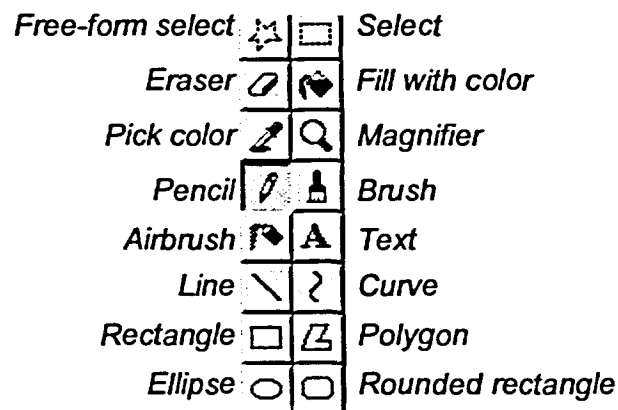 Free-form select Select
Eraser Fill with color
Pick color Magnifier
Pencil Brush
Airbrush A Text
Line Curve
Rectangle Polygon
Ellipse Rounded rectangle